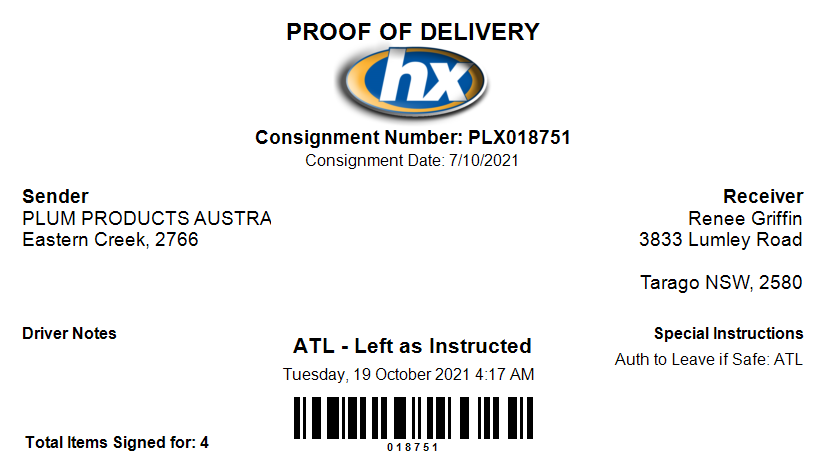 PROOF OF DELIVERY
hx
Consignment Number: PLX018751
Consignment Date: 7/10/2021
Sender
PLUM PRODUCTS AUSTRA
Eastern Creek, 2766
Receiver
Renee Griffin
3833 Lumley Road
Tarago NSW, 2580
Driver Notes
ATL - Left as Instructed
Tuesday, 19 October 2021 4:17 AM
Special Instructions
Auth to Leave if Safe: ATL
018751
Total Items Signed for: 4